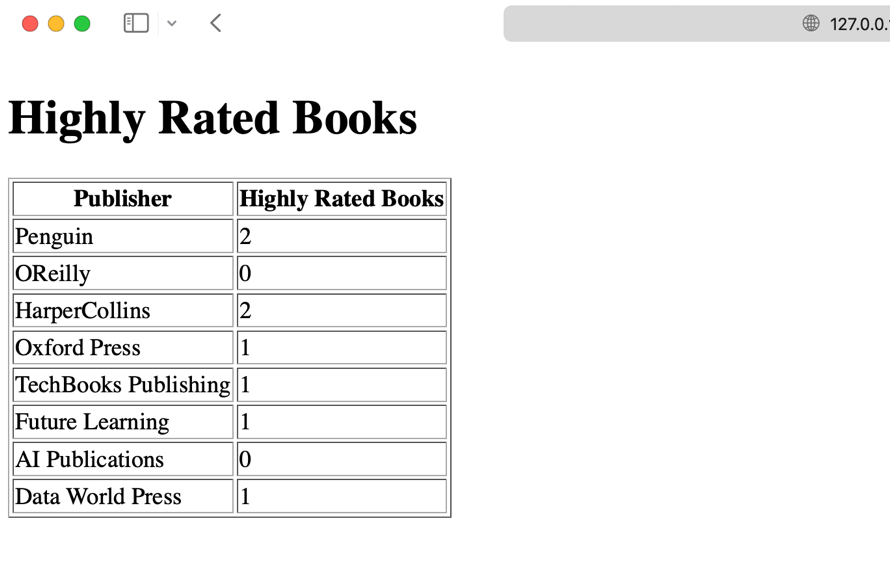 127.0.0.
Highly Rated Books
Publisher Highly Rated Books
Penguin 2
OReilly 0
HarperCollins 2
Oxford Press 1
TechBooks Publishing 1
Future Learning 1
AI Publications 0
Data World Press 1